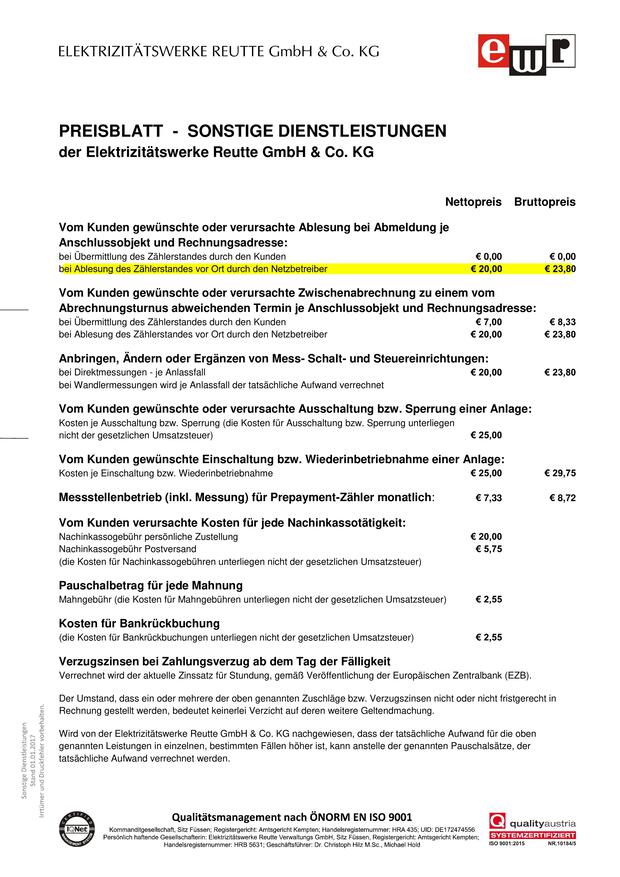 ELEKTRIZITÄTSWERKE REUTTE GmbH & Co. KG
ewr
PREISBLATT - SONSTIGE DIENSTLEISTUNGEN
der Elektrizitätswerke Reutte GmbH & Co. KG
Nettopreis Bruttopreis
Vom Kunden gewünschte oder verursachte Ablesung bei Abmeldung je
Anschlussobjekt und Rechnungsadresse:
bei Übermittlung des Zählerstandes durch den Kunden € 0,00 € 0,00
bei Ablesung des Zählerstandes vor Ort durch den Netzbetreiber € 20,00 € 23,80
Vom Kunden gewünschte oder verursachte Zwischenabrechnung zu einem vom
Abrechnungsturnus abweichenden Termin je Anschlussobjekt und Rechnungsadresse:
bei Übermittlung des Zählerstandes durch den Kunden € 7,00 € 8,33
bei Ablesung des Zählerstandes vor Ort durch den Netzbetreiber € 20,00 € 23,80
Anbringen, Ändern oder Ergänzen von Mess- Schalt- und Steuereinrichtungen:
bei Direktmessungen - je Anlassfall € 20,00 € 23,80
bei Wandlermessungen wird je Anlassfall der tatsächliche Aufwand verrechnet
Vom Kunden gewünschte oder verursachte Ausschaltung bzw. Sperrung einer Anlage:
Kosten je Ausschaltung bzw. Sperrung (die Kosten für Ausschaltung bzw. Sperrung unterliegen
nicht der gesetzlichen Umsatzsteuer) € 25,00
Vom Kunden gewünschte Einschaltung bzw. Wiederinbetriebnahme einer Anlage:
Kosten je Einschaltung bzw. Wiederinbetriebnahme € 25,00 € 29,75
Messstellenbetrieb (inkl. Messung) für Prepayment-Zähler monatlich: € 7,33 € 8,72
Vom Kunden verursachte Kosten für jede Nachinkassotätigkeit:
Nachinkassogebühr persönliche Zustellung € 20,00
Nachinkassogebühr Postversand € 5,75
(die Kosten für Nachinkassogebühren unterliegen nicht der gesetzlichen Umsatzsteuer)
Pauschalbetrag für jede Mahnung
Mahngebühr (die Kosten für Mahngebühren unterliegen nicht der gesetzlichen Umsatzsteuer) € 2,55
Kosten für Bankrückbuchung
(die Kosten für Bankrückbuchungen unterliegen nicht der gesetzlichen Umsatzsteuer) € 2,55
Verzugszinsen bei Zahlungsverzug ab dem Tag der Fälligkeit
Verrechnet wird der aktuelle Zinssatz für Stundung, gemäß Veröffentlichung der Europäischen Zentralbank (EZB).
Der Umstand, dass ein oder mehrere der oben genannten Zuschläge bzw. Verzugszinsen nicht oder nicht fristgerecht in
Rechnung gestellt werden, bedeutet keinerlei Verzicht auf deren weitere Geltendmachung.
Wird von der Elektrizitätswerke Reutte GmbH & Co. KG nachgewiesen, dass der tatsächliche Aufwand für die oben
genannten Leistungen in einzelnen, bestimmten Fällen höher ist, kann anstelle der genannten Pauschalsätze, der
tatsächliche Aufwand verrechnet werden.
Sonstige Dienstleistungen
Stand 01.01.2017
Irrtümer und Druckfehler vorbehalten.
IQNet
Qualitätsmanagement nach ÖNORM EN ISO 9001
Kommanditgesellschaft, Sitz Füssen; Registergericht: Amtsgericht Kempten; Handelsregisternummer: HRA 435; UID: DE172474556
Persönlich haftende Gesellschafterin: Elektrizitätswerke Reutte Verwaltungs GmbH, Sitz Füssen, Registergericht: Amtsgericht Kempten;
Handelsregisternummer: HRB 5631; Geschäftsführer: Dr. Christoph Hilz M.Sc., Michael Hold
qualityaustria
SYSTEMZERTIFIZIERT
ISO 9001:2015 NR.10184/5